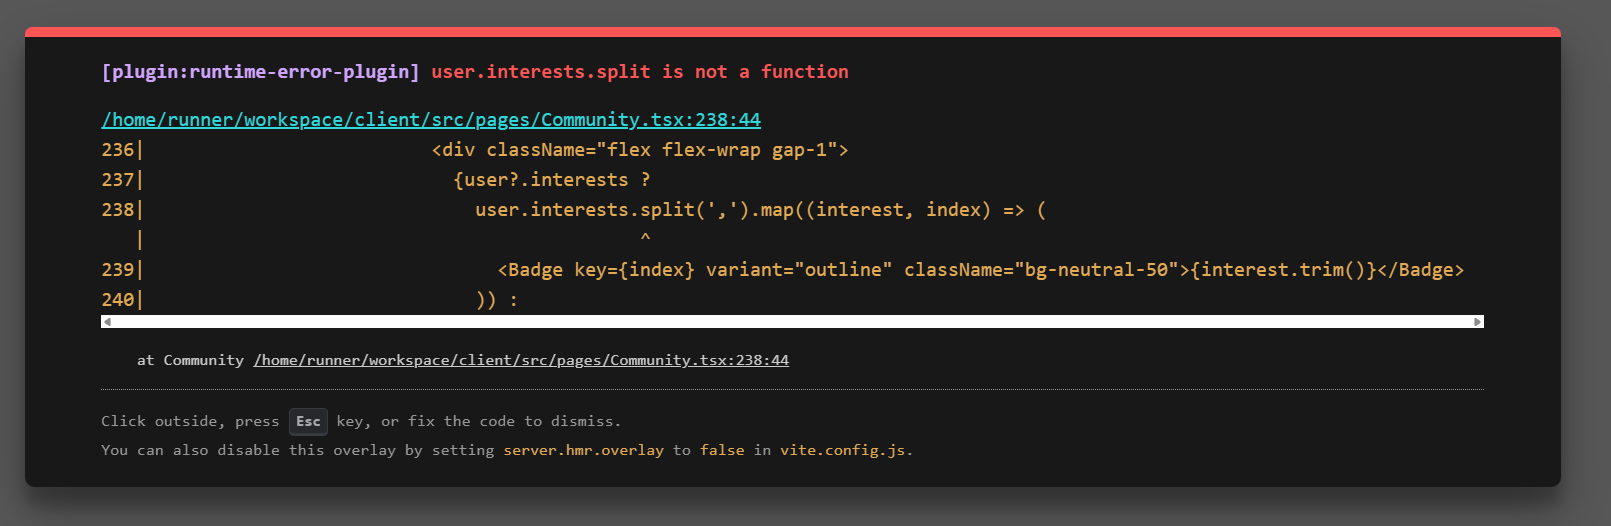 [plugin:runtime-error-plugin] user.interests.split is not a function
/home/runner/workspace/client/src/pages/Community.tsx:238:44
236|                          <div className="flex flex-wrap gap-1">
237|                            {user?.interests ?
238|                              user.interests.split(',').map((interest, index) => (
   |                                             ^
239|                                <Badge key={index} variant="outline" className="bg-neutral-50">{interest.trim()}</Badge>
240|                              )) :
at Community /home/runner/workspace/client/src/pages/Community.tsx:238:44
Click outside, press Esc key, or fix the code to dismiss.
You can also disable this overlay by setting server.hmr.overlay to false in vite.config.js.